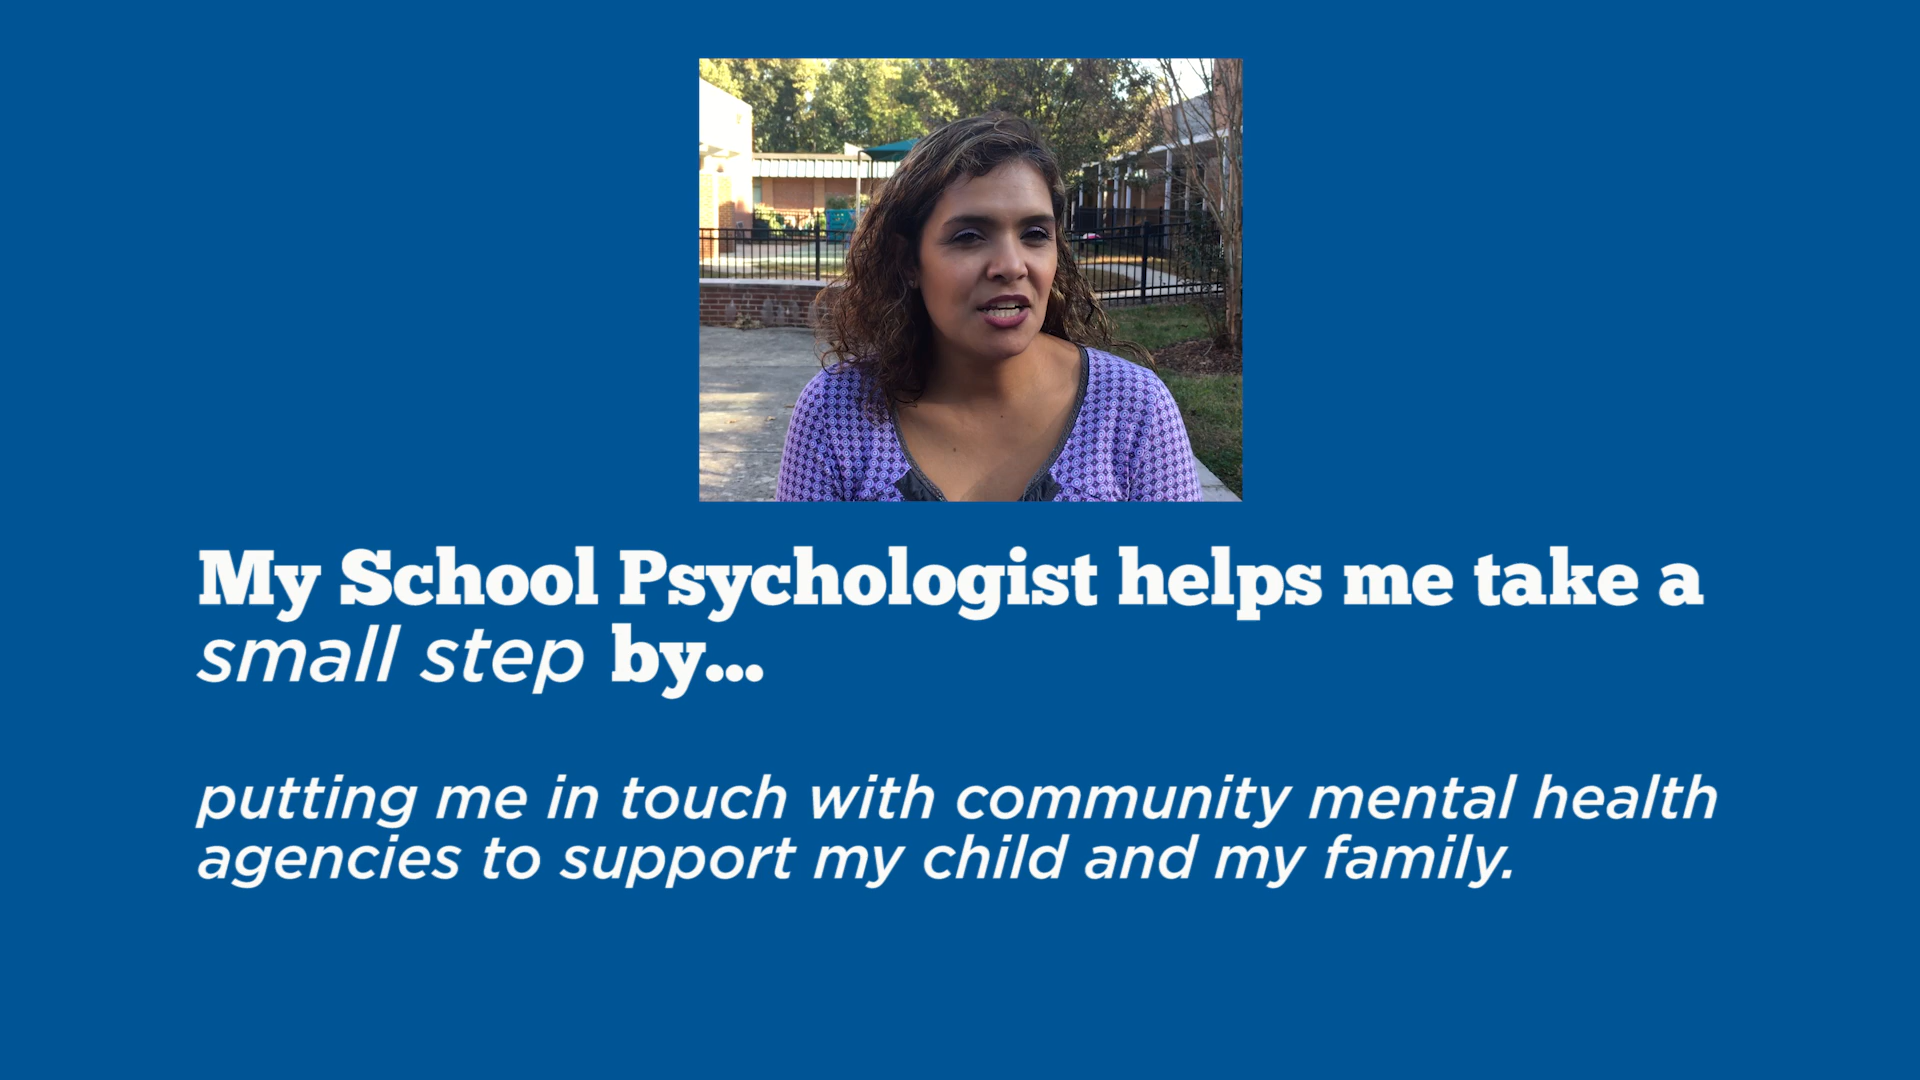 My School Psychologist helps me take a
small step by...
putting me in touch with community mental health
agencies to support my child and my family.